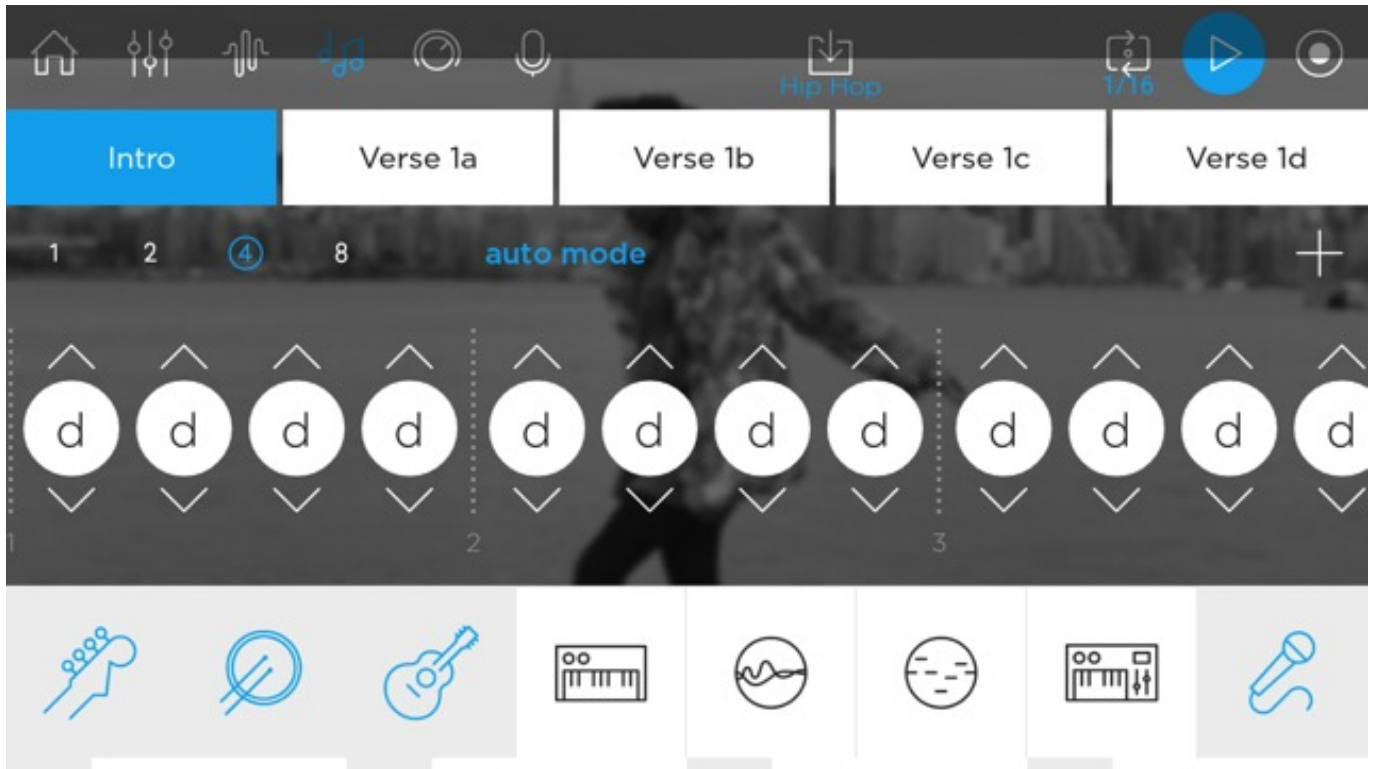 Hip Hop
1/16
Intro Verse 1a Verse 1b Verse 1c Verse 1d
1 2 4 8 auto mode
d d d d d d d d d d d d
1 2 3